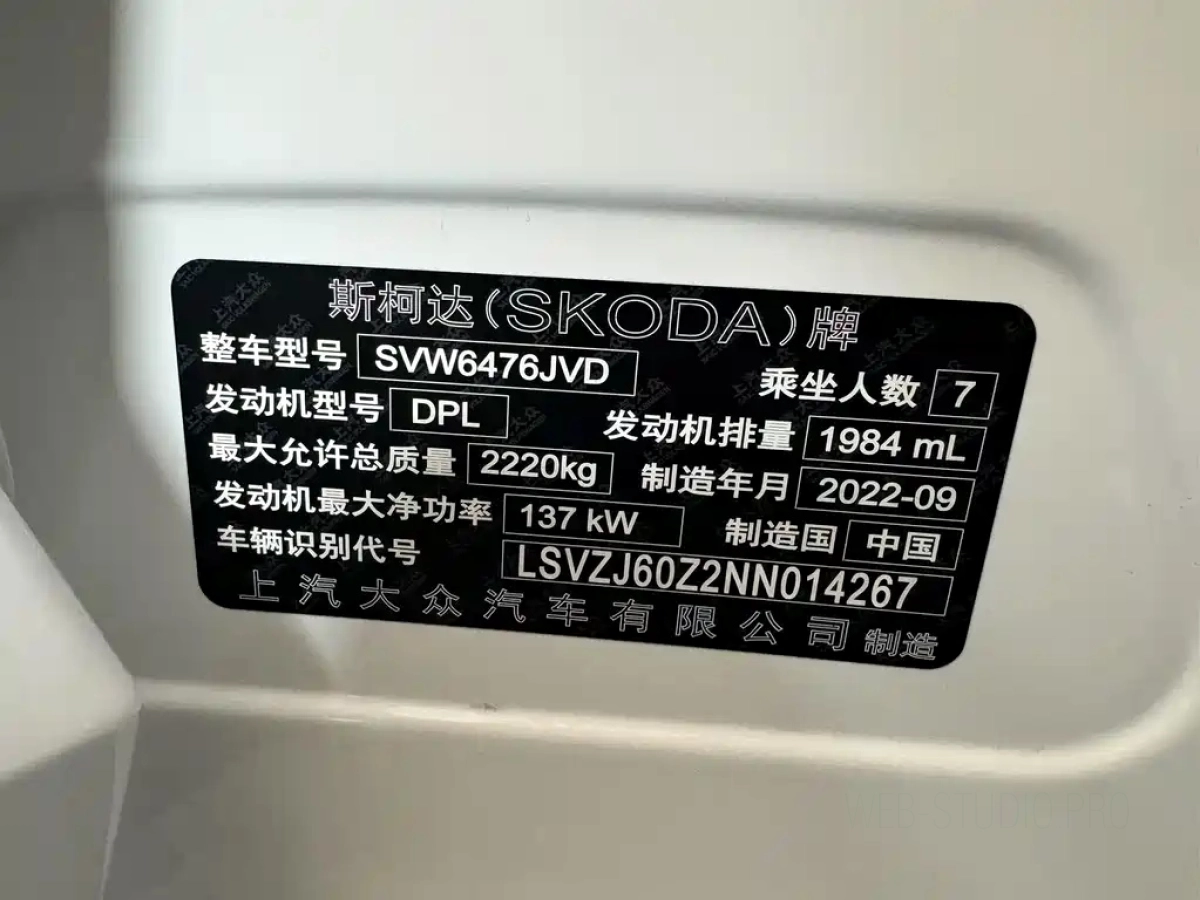 斯柯达(SKODA)牌
整车型号 SVW6476JVD 乘坐人数 7
发动机型号 DPL 发动机排量 1984 mL
最大允许总质量 2220kg 制造年月 2022-09
发动机最大净功率 137 kW 制造国 中国
车辆识别代号 LSVZJ60Z2NN014267
上汽大众汽车有限公司 制造
WEB-STUDIO PRO